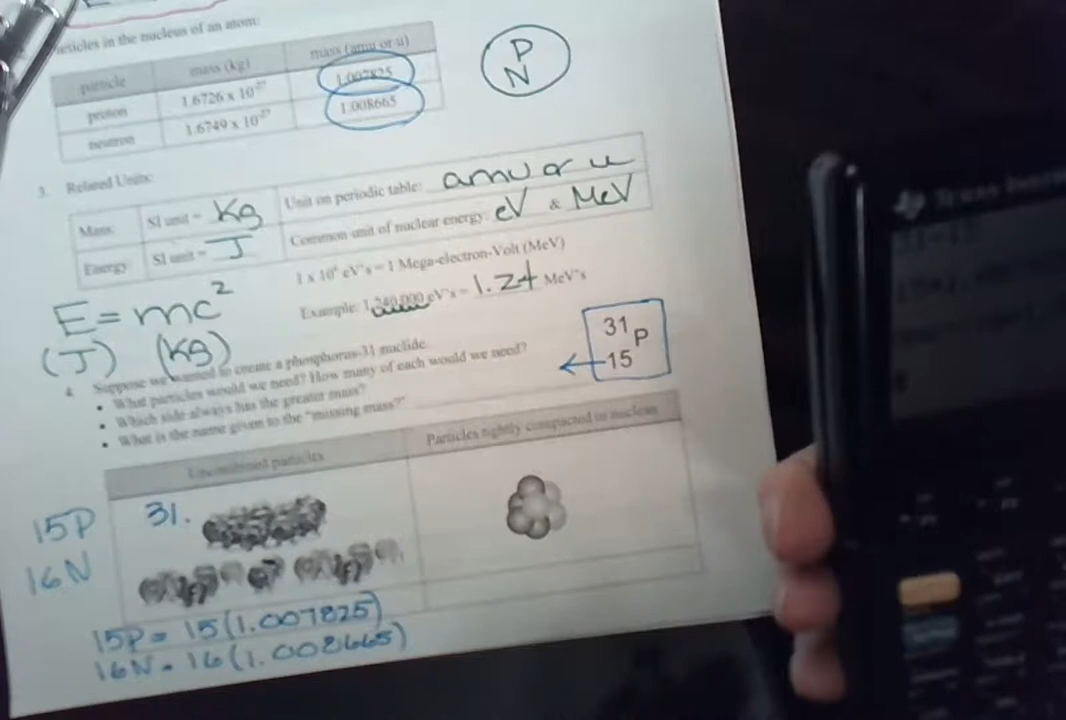 particles in the nucleus of an atom:
particle mass (kg) mass (amu or u)
proton 1.6726 x 10 1.007825
neutron 1.6749 x 10 1.008665
P
N
3. Related Units:
Mass: SI unit = Kg Unit on periodic table: amu or u
Energy: SI unit = J Common unit of nuclear energy: eV & MeV
1 x 10⁶ eV's = 1 Mega-electron-Volt (MeV)
Example: 1,240,000 eV's = 1.24 MeV's
E = mc²
(J) (Kg)
31
15 P
4. Suppose we wanted to create a phosphorus-31 nuclide.
• What particles would we need? How many of each would we need?
• Which side always has the greater mass?
• What is the name given to the "missing mass?"
Uncombined particles Particles tightly compacted in nucleus
15P
16N
31.
15P = 15(1.007825)
16N = 16(1.008665)
Texas